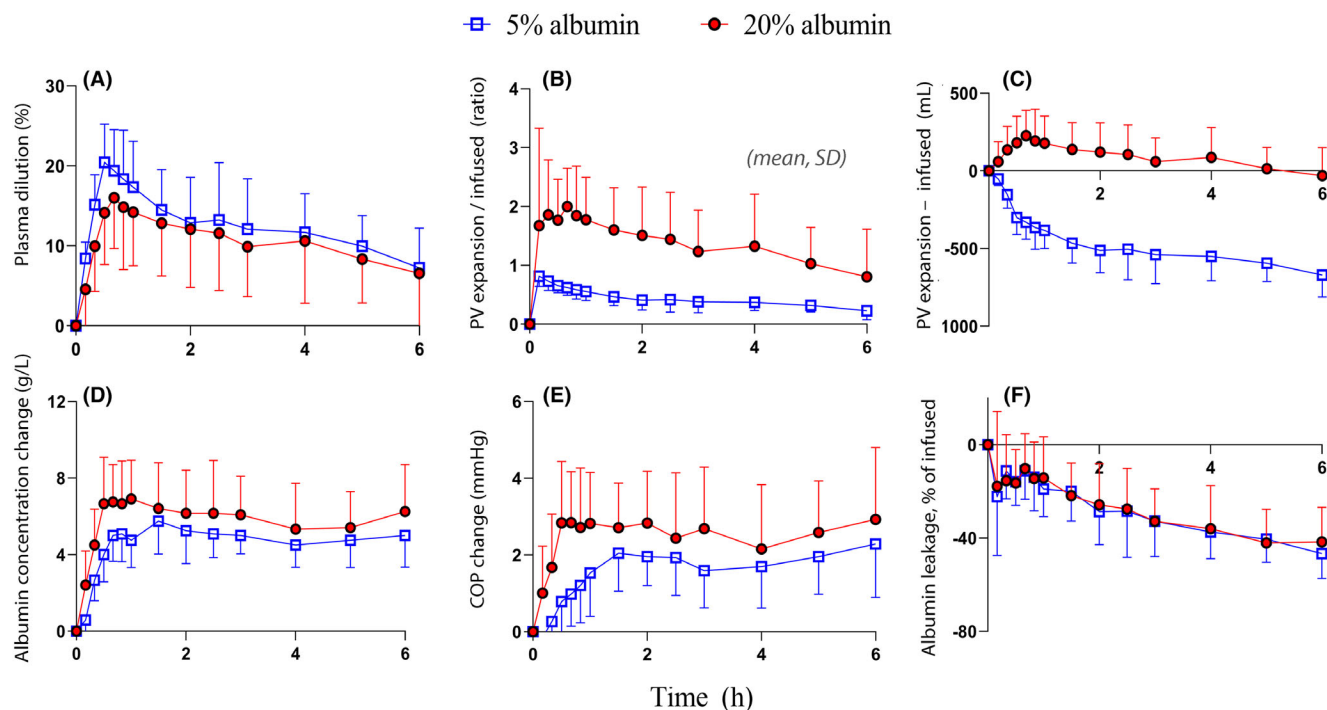 5% albumin 20% albumin
(A)
Plasma dilution (%)
30
20
10
0
0 2 4 6
(B)
PV expansion / infused (ratio)
(mean, SD)
4
3
2
1
0
0 2 4 6
(C)
PV expansion – infused (mL)
500
0
-500
1000
2 4 6
(D)
Albumin concentration change (g/L)
12
8
4
0
0 2 4 6
(E)
COP change (mmHg)
6
4
2
0
0 2 4 6
(F)
Albumin leakage, % of infused
0
-40
-80
2 4 6
Time (h)